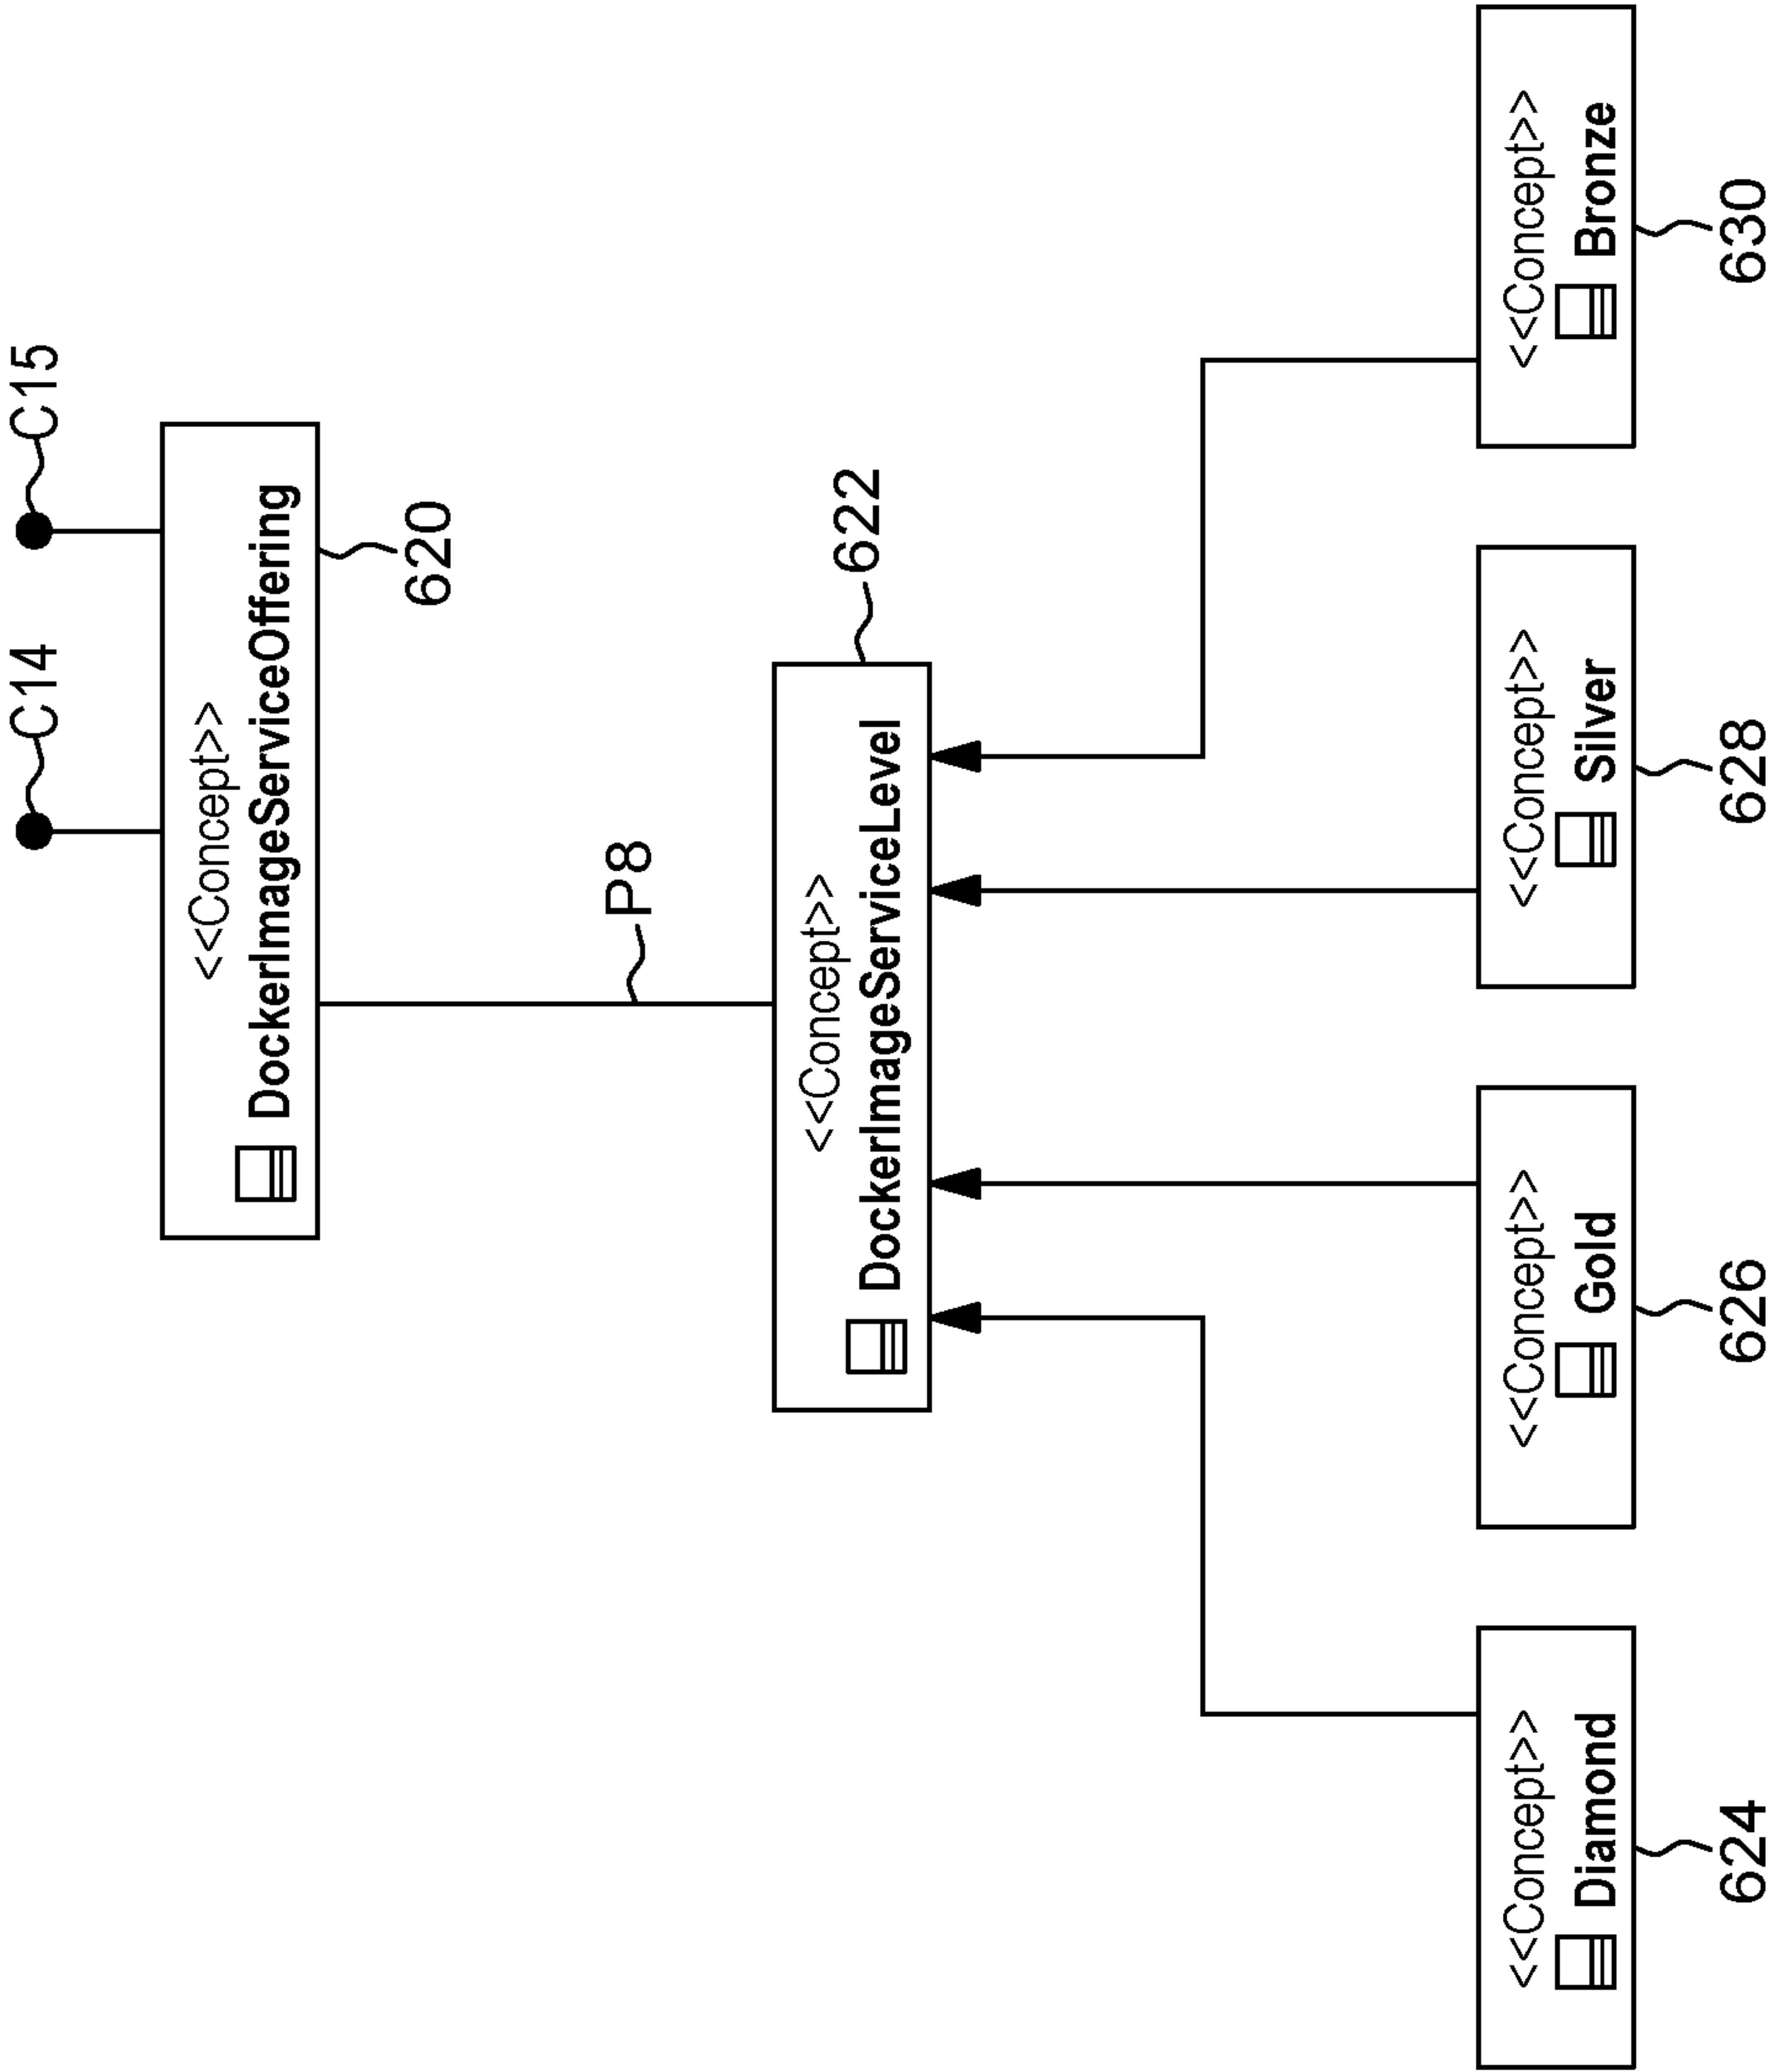 C14
C15
<<Concept>>
DockerImageServiceOffering
620
P8
622
<<Concept>>
DockerImageServiceLevel
<<Concept>>
Diamond
624
<<Concept>>
Gold
626
<<Concept>>
Silver
628
<<Concept>>
Bronze
630